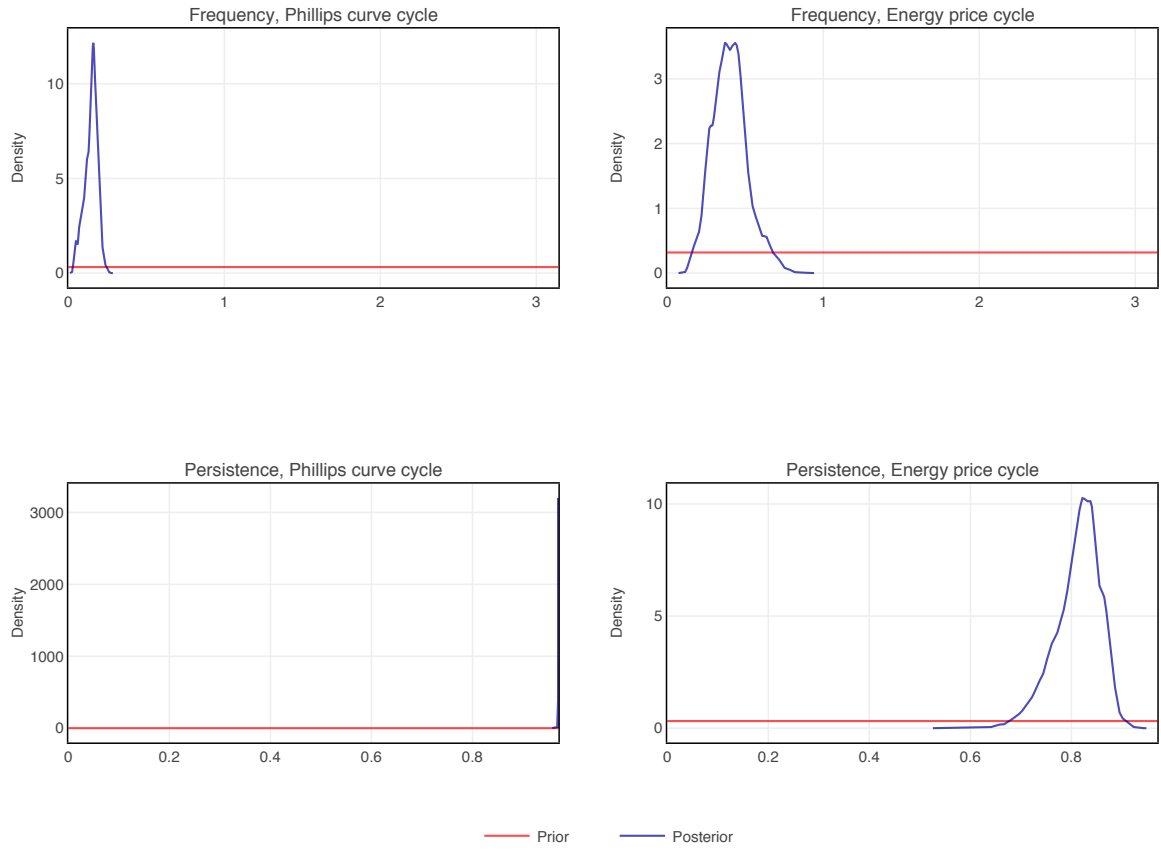 Frequency, Phillips curve cycle
Density
10
5
0
0 1 2 3
Frequency, Energy price cycle
Density
3
2
1
0
0 1 2 3
Persistence, Phillips curve cycle
Density
3000
2000
1000
0
0 0.2 0.4 0.6 0.8
Persistence, Energy price cycle
Density
10
5
0
0 0.2 0.4 0.6 0.8
Prior Posterior